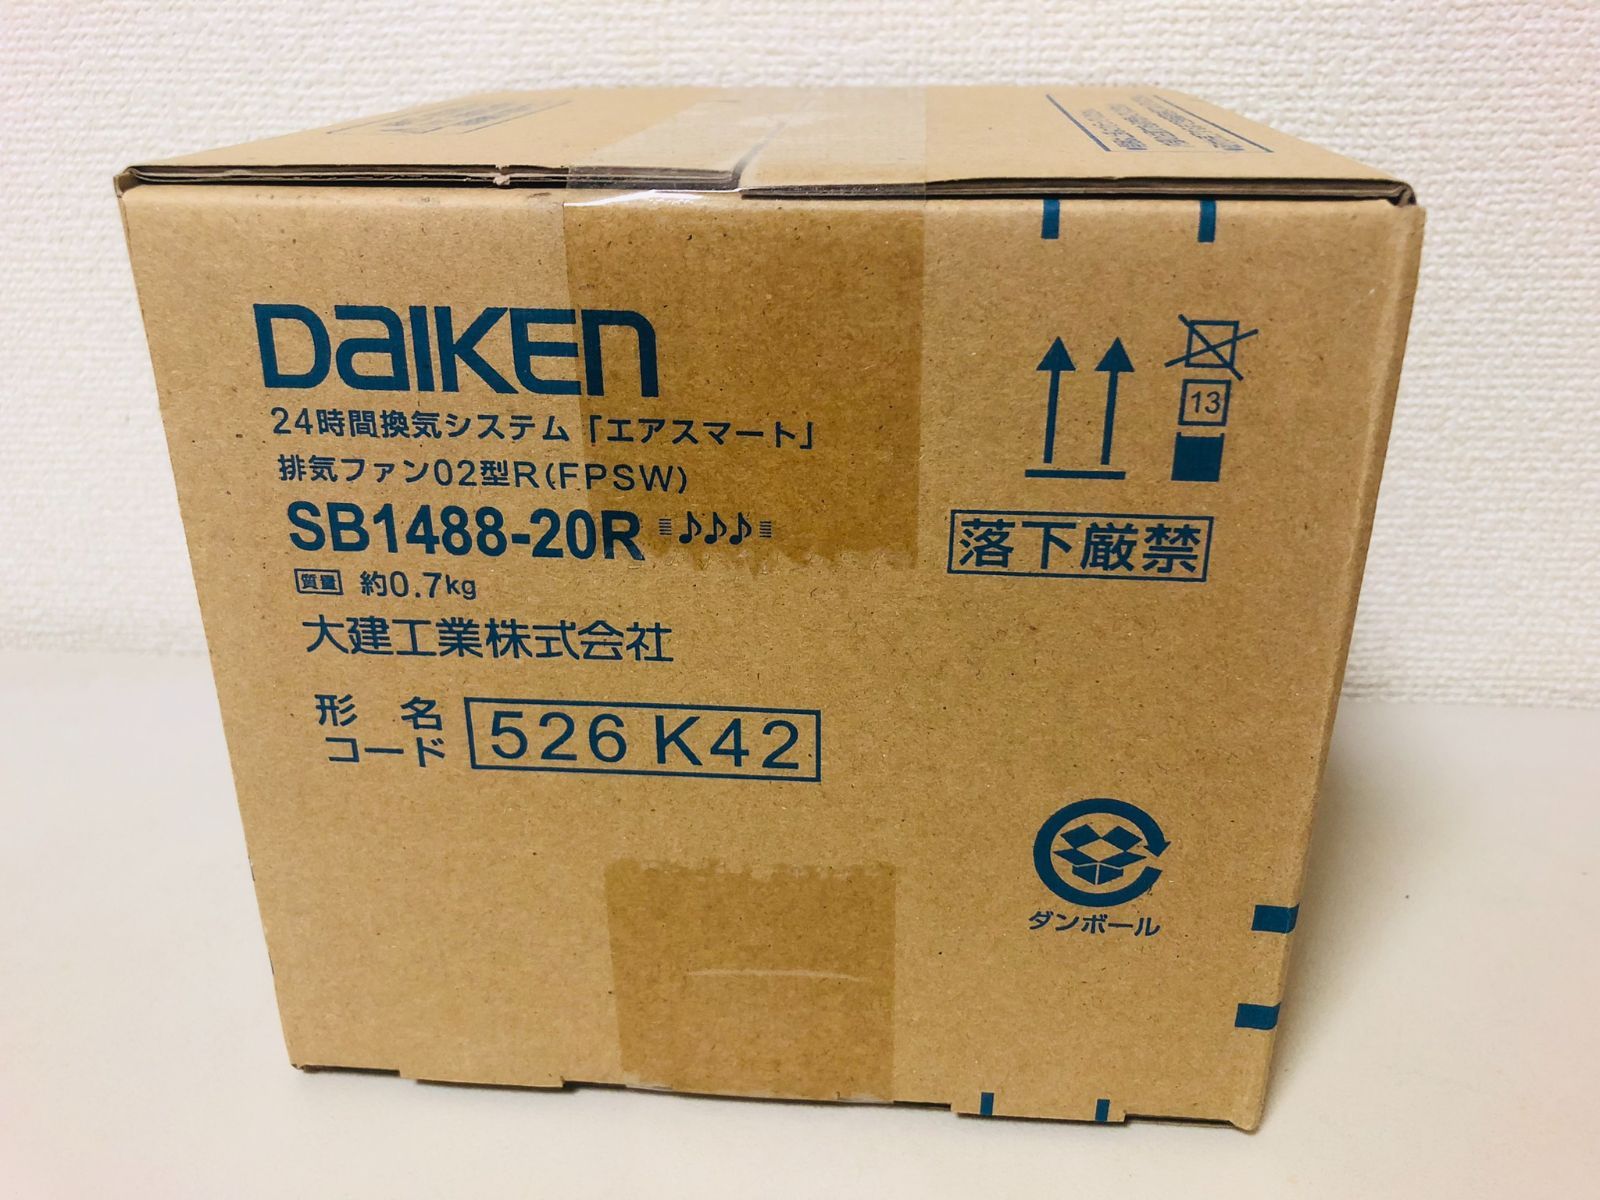 DAIKEN
24時間換気システム「エアスマート」
排気ファン02型R(FPSW)
SB1488-20R
質量 約0.7kg
大建工業株式会社
形名
コード
526 K42
13
落下厳禁
ダンボール